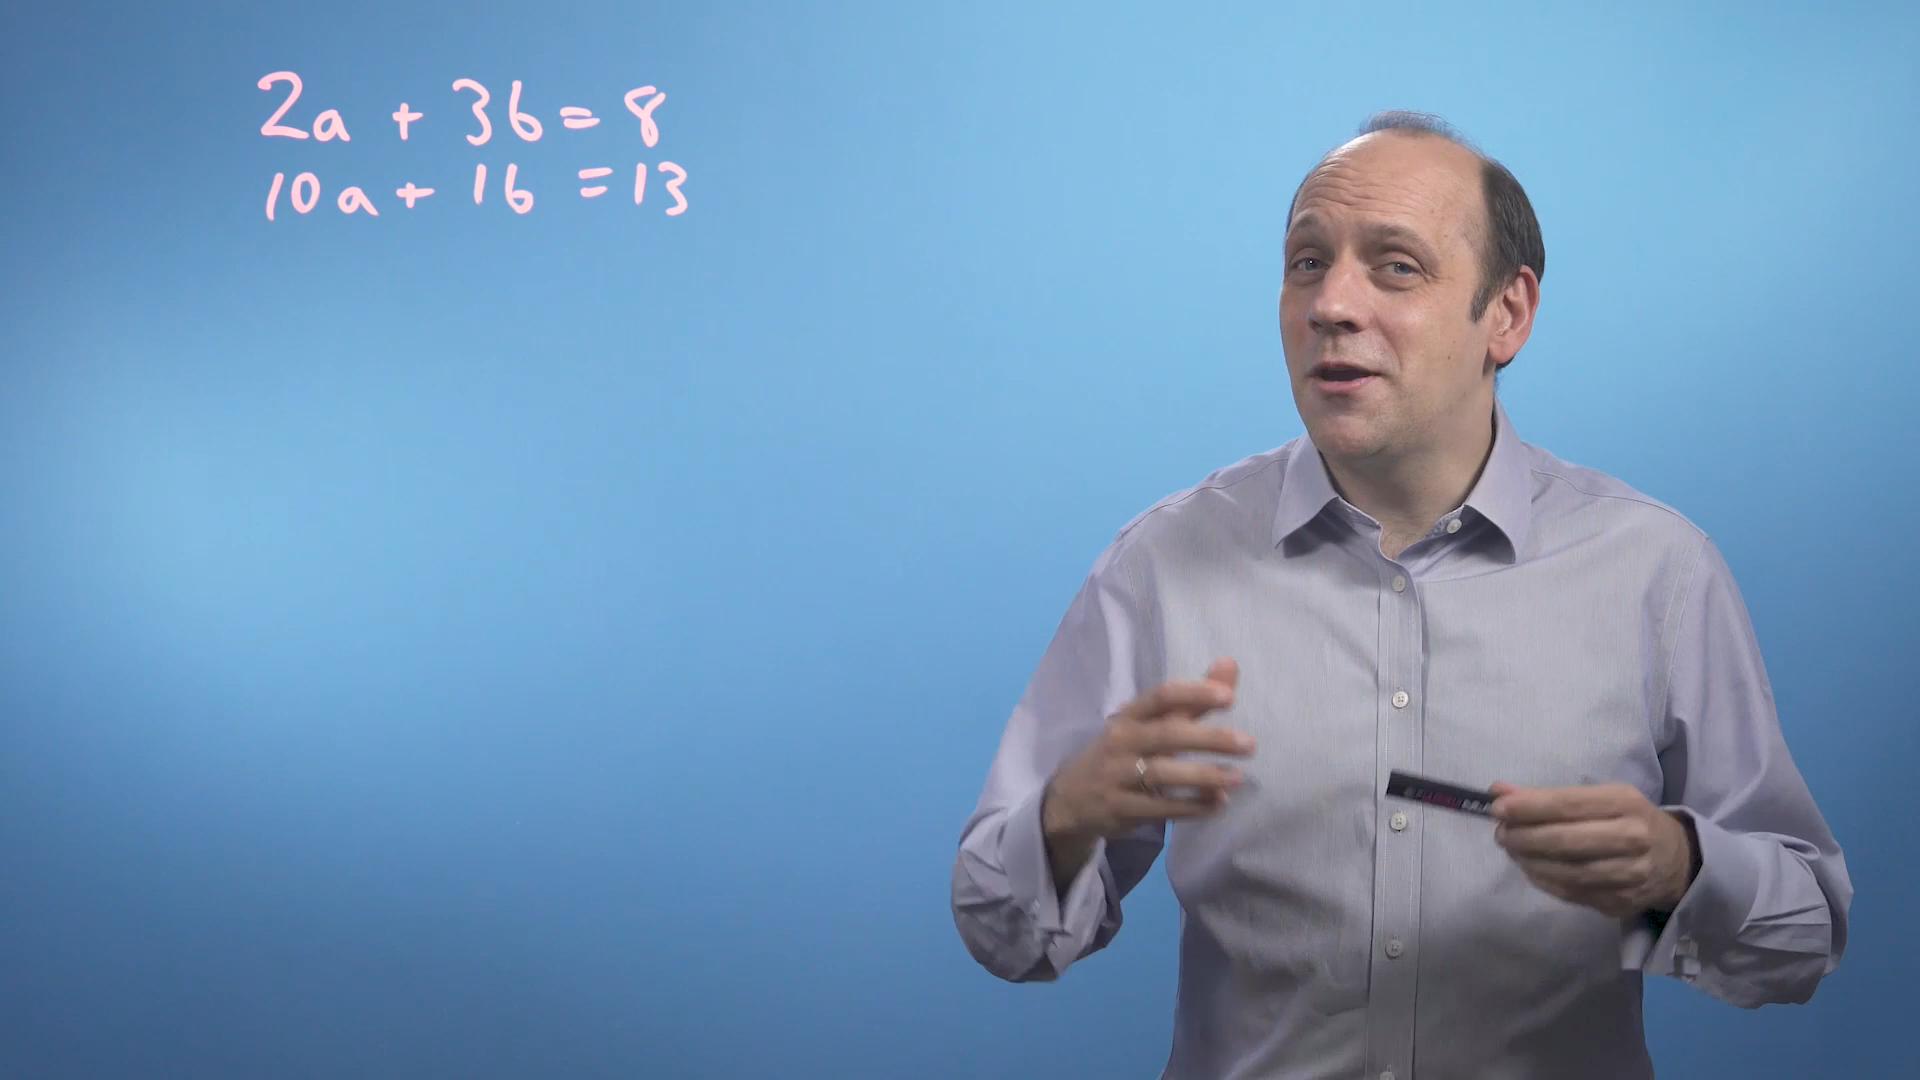 2a + 3b = 8
10a + 1b = 13